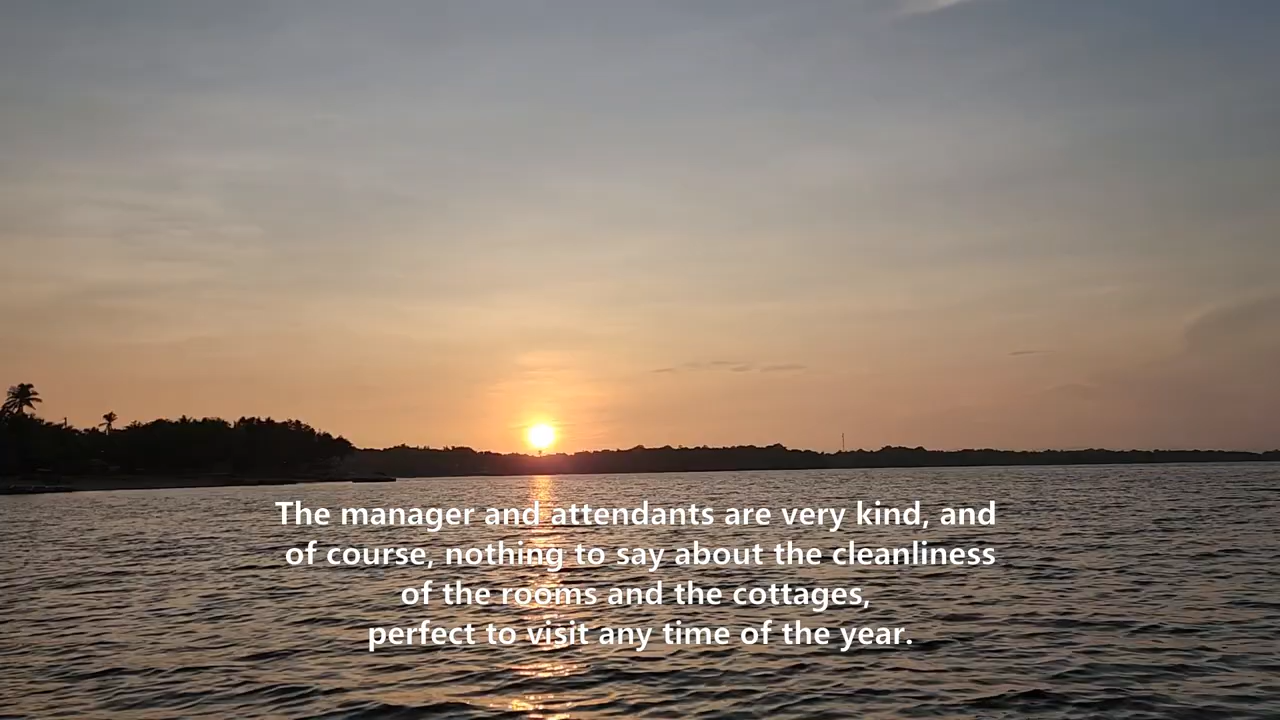 The manager and attendants are very kind, and
of course, nothing to say about the cleanliness
of the rooms and the cottages,
perfect to visit any time of the year.